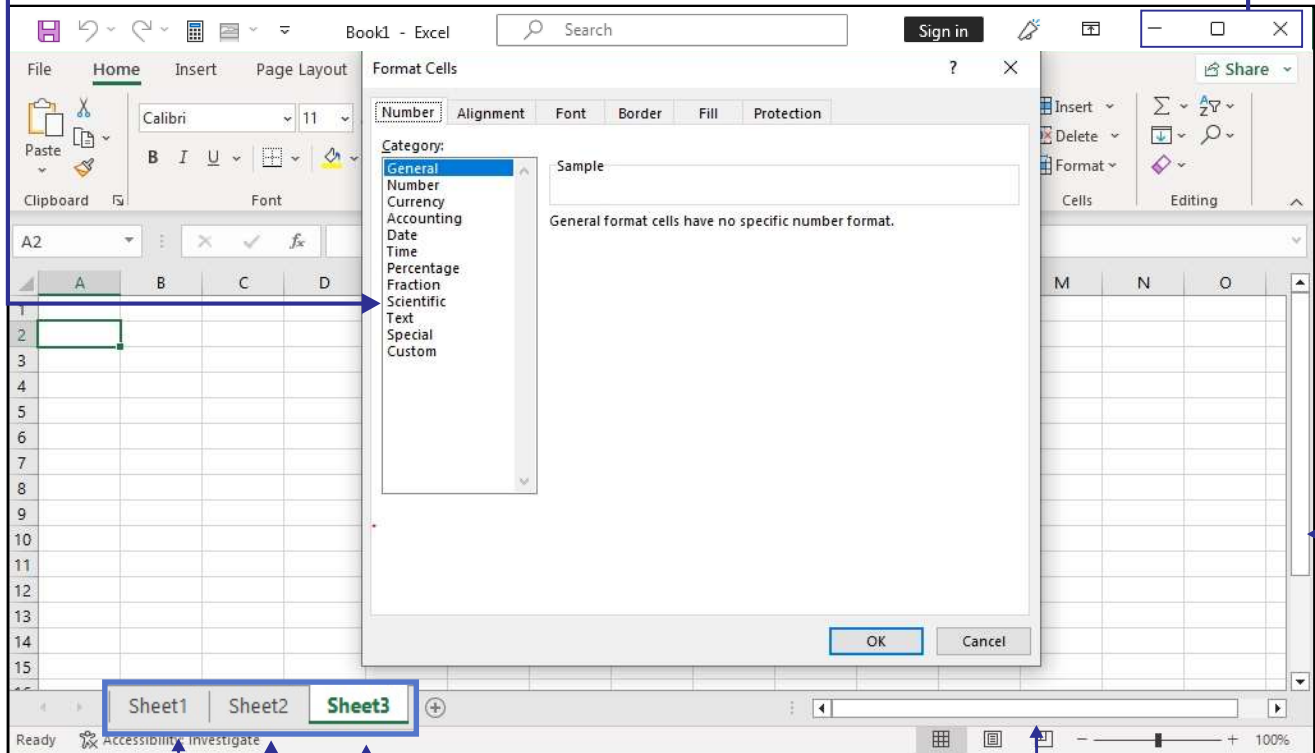 Book1 - Excel
Search
Sign in
File Home Insert Page Layout
Share
Format Cells
?
Number Alignment Font Border Fill Protection
Paste
Calibri 11
B I U
Clipboard
Font
Insert
Delete
Format
Cells
Editing
Category:
General
Number
Currency
Accounting
Date
Time
Percentage
Fraction
Scientific
Text
Special
Custom
Sample
General format cells have no specific number format.
A2
fx
A B C D M N O
1
2
3
4
5
6
7
8
9
10
11
12
13
14
15
OK Cancel
Sheet1 Sheet2 Sheet3
Ready Accessibility: Investigate
100%